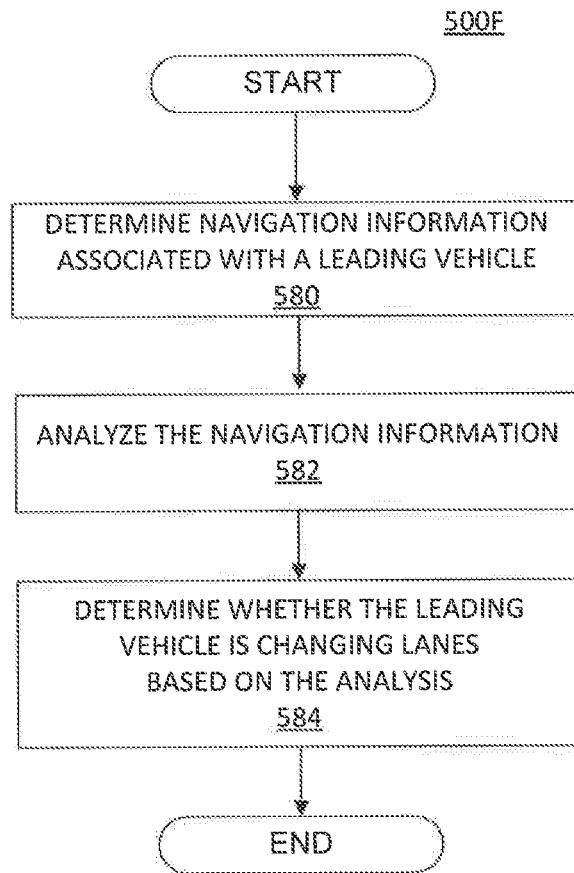 500F
START
DETERMINE NAVIGATION INFORMATION
ASSOCIATED WITH A LEADING VEHICLE
580
ANALYZE THE NAVIGATION INFORMATION
582
DETERMINE WHETHER THE LEADING
VEHICLE IS CHANGING LANES
BASED ON THE ANALYSIS
584
END